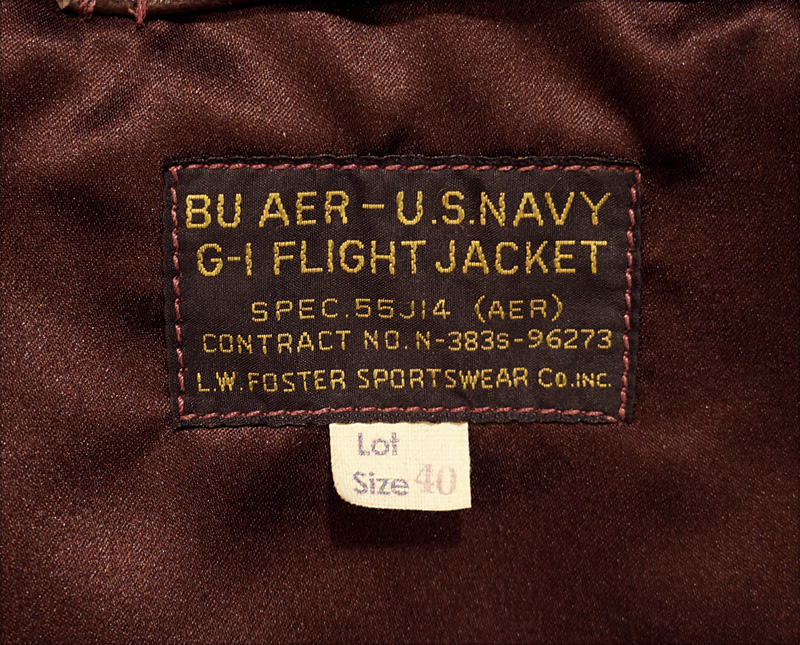 BU AER – U.S.NAVY
G-1 FLIGHT JACKET
SPEC.55J14 (AER)
CONTRACT NO. N-383s-96273
L.W. FOSTER SPORTSWEAR Co.INC.
Lot
Size 40